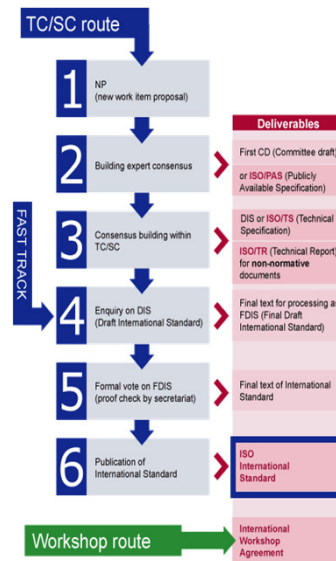 TC/SC route
1
NP
(new work item proposal)
Deliverables
2
Building expert consensus
First CD (Committee draft)
or ISO/PAS (Publicly
Available Specification)
FAST TRACK
3
Consensus building within
TC/SC
DIS or ISO/TS (Technical
Specification)
ISO/TR (Technical Report)
for non-normative
documents
4
Enquiry on DIS
(Draft International Standard)
Final text for processing as
FDIS (Final Draft
International Standard)
5
Formal vote on FDIS
(proof check by secretariat)
Final text of International
Standard
6
Publication of
International Standard
ISO
International
Standard
Workshop route
International
Workshop
Agreement